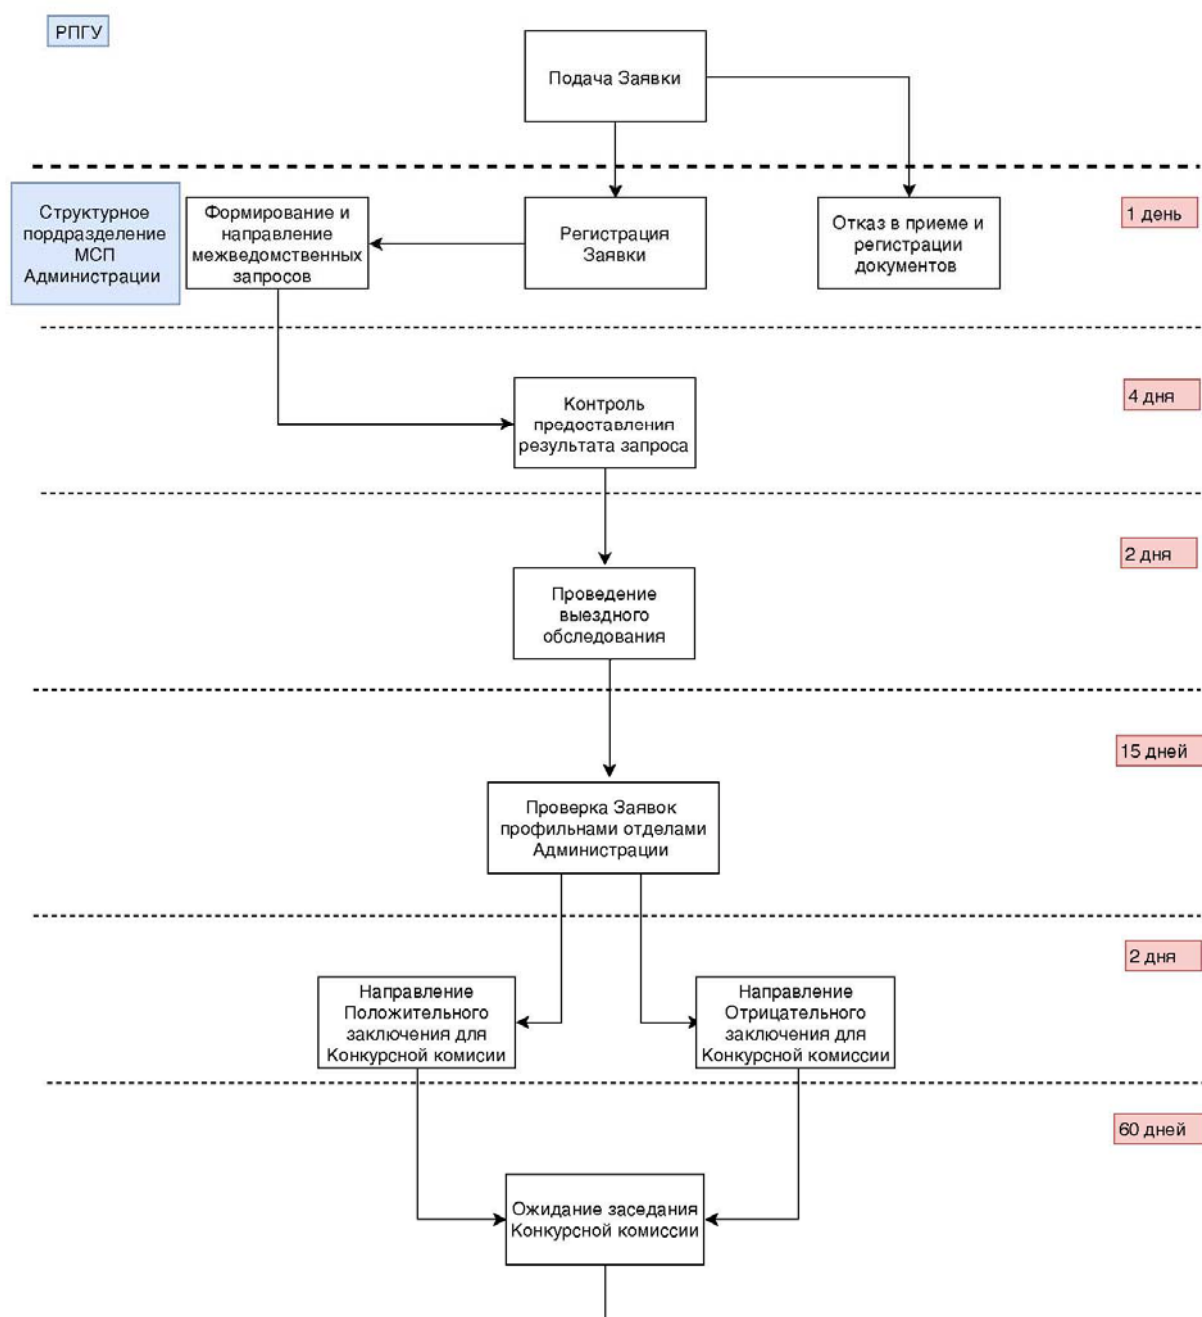 РПГУ
Подача Заявки
Структурное
пордразделение
МСП
Администрации
Формирование и
направление
межведомственных
запросов
Регистрация
Заявки
Отказ в приеме и
регистрации
документов
1 день
4 дня
Контроль
предоставления
результата запроса
2 дня
Проведение
выездного
обследования
15 дней
Проверка Заявок
профильнами отделами
Администрации
2 дня
Направление
Положительного
заключения для
Конкурсной комисии
Направление
Отрицательного
заключения для
Конкурсной комиссии
60 дней
Ожидание заседания
Конкурсной комиссии